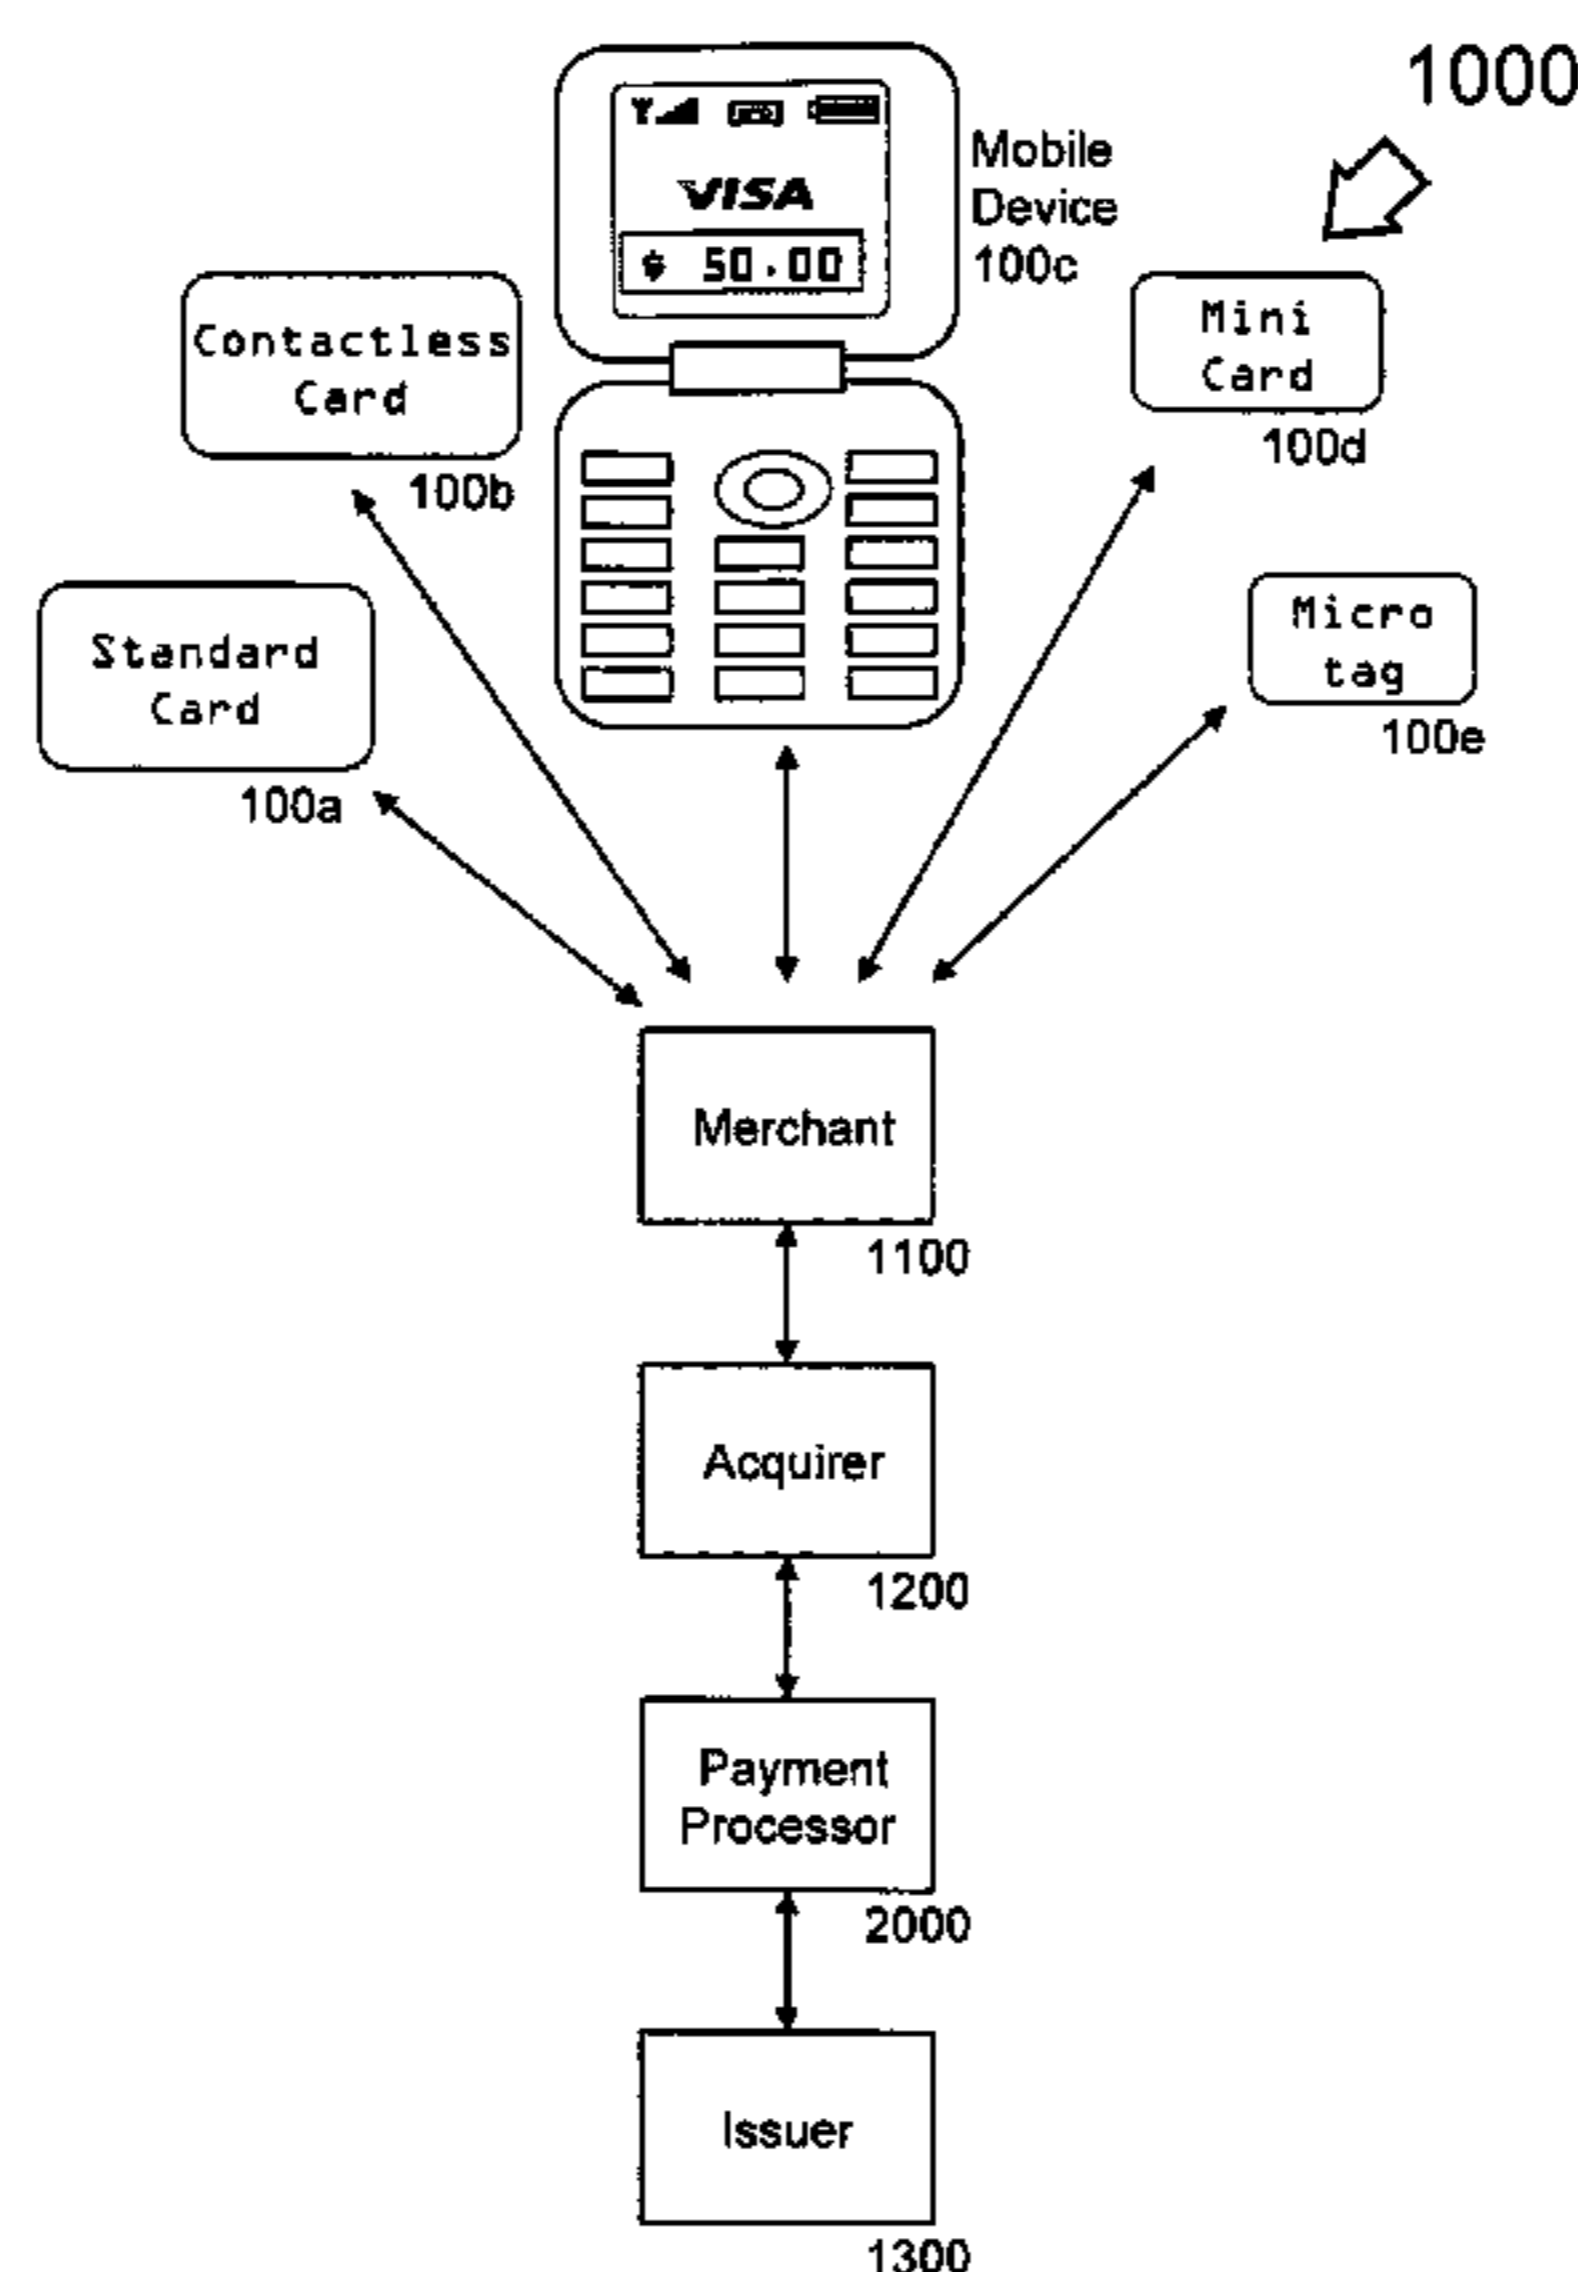 1000
Mobile
Device
100c
VISA
$ 50.00
Contactless
Card
100b
Mini
Card
100d
Standard
Card
100a
Micro
tag
100e
Merchant
1100
Acquirer
1200
Payment
Processor
2000
Issuer
1300